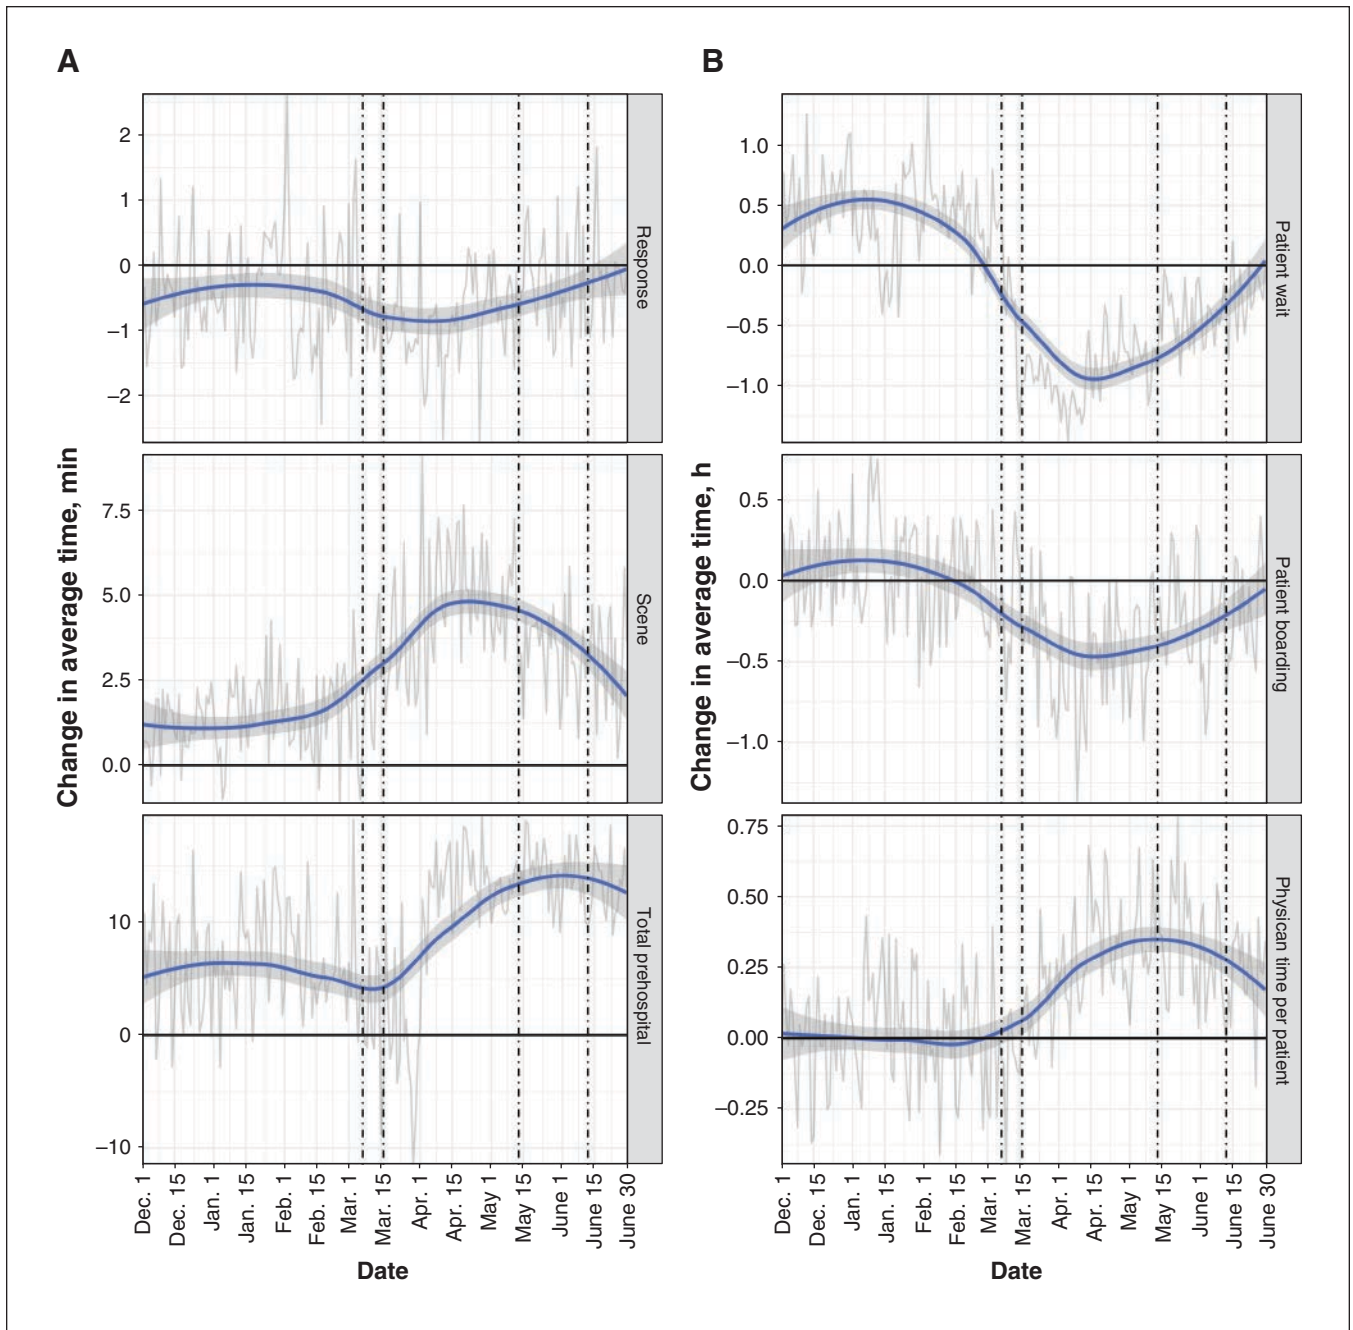 A
Change in average time, min
2
1
0
–1
–2
Response
7.5
5.0
2.5
0.0
Scene
10
0
–10
Total prehospital
Dec. 1
Dec. 15
Jan. 1
Jan. 15
Feb. 1
Feb. 15
Mar. 1
Mar. 15
Apr. 1
Apr. 15
May 1
May 15
June 1
June 15
June 30
Date
B
Change in average time, h
1.0
0.5
0.0
–0.5
–1.0
Patient wait
0.5
0.0
–0.5
–1.0
Patient boarding
0.75
0.50
0.25
0.00
–0.25
Physican time per patient
Dec. 1
Dec. 15
Jan. 1
Jan. 15
Feb. 1
Feb. 15
Mar. 1
Mar. 15
Apr. 1
Apr. 15
May 1
May 15
June 1
June 15
June 30
Date